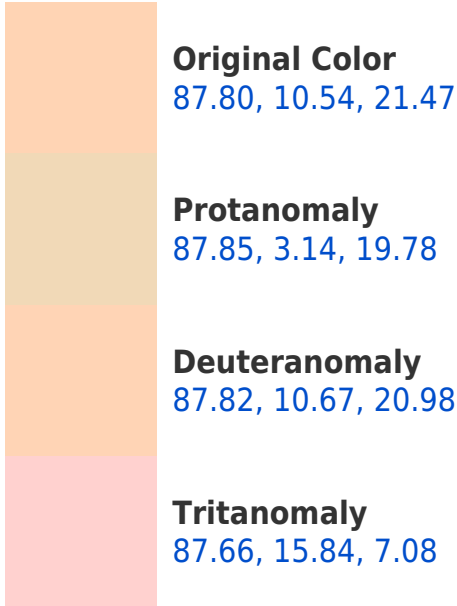 Original Color
87.80, 10.54, 21.47
Protanomaly
87.85, 3.14, 19.78
Deuteranomaly
87.82, 10.67, 20.98
Tritanomaly
87.66, 15.84, 7.08